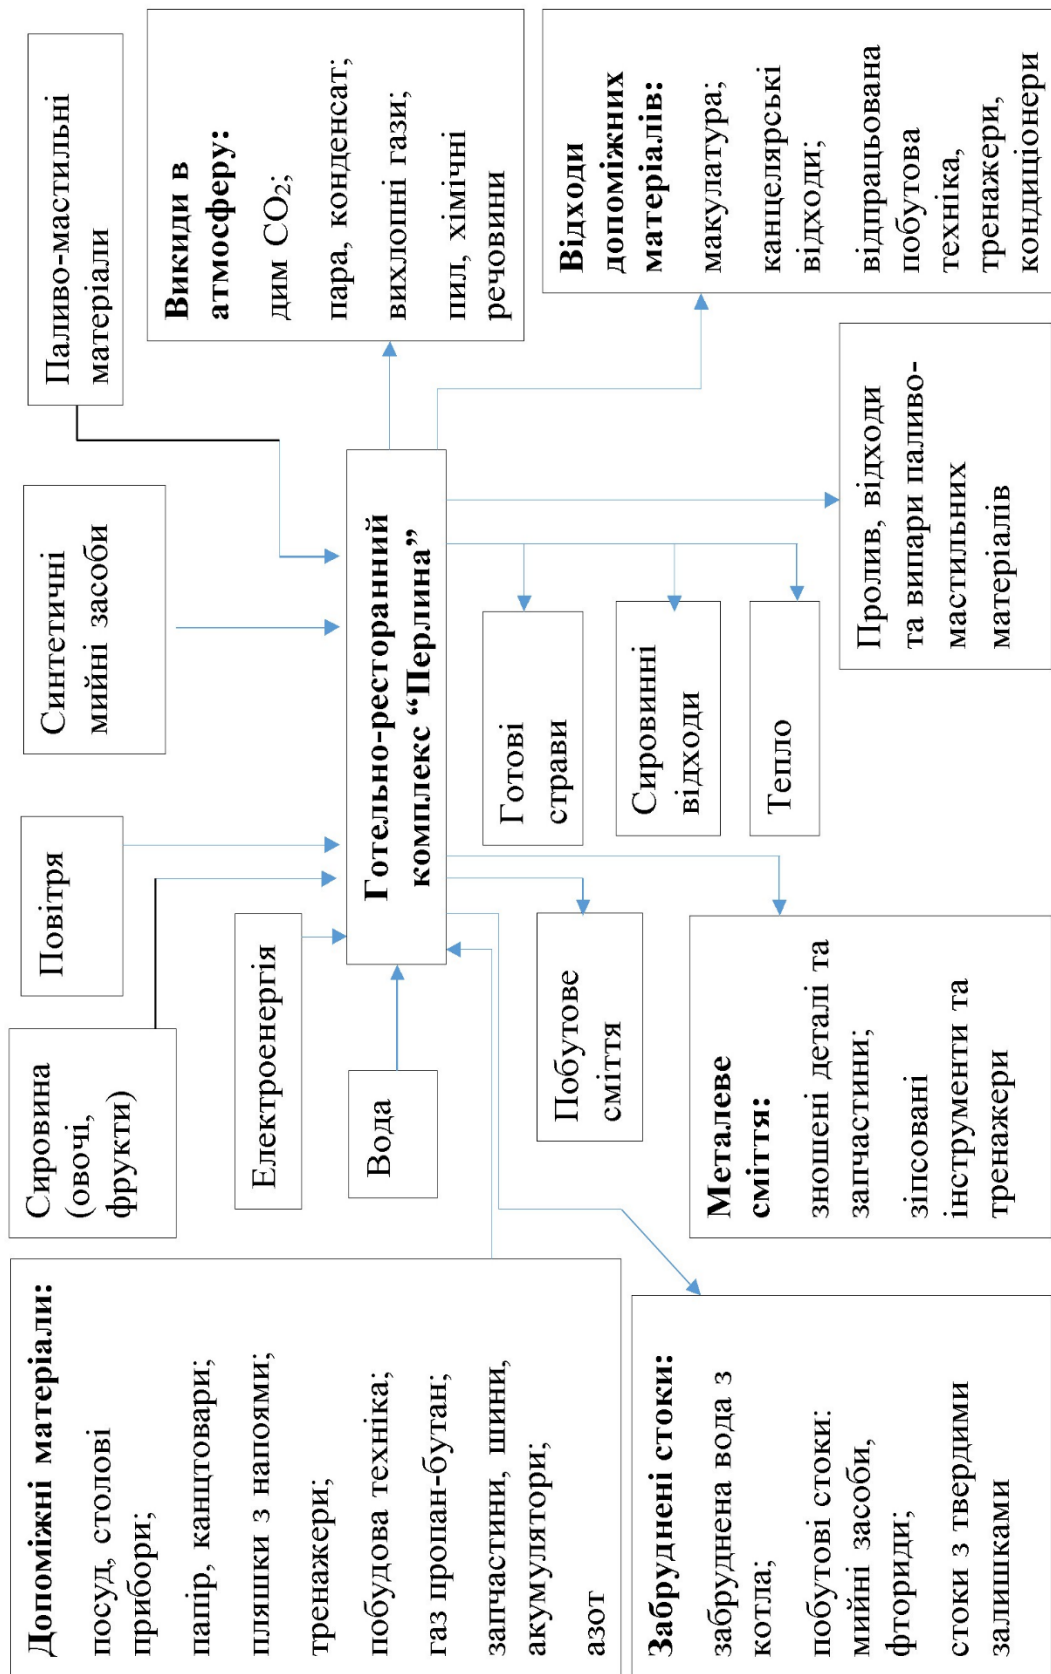 Допоміжні матеріали:
посуд, столові
прибори;
папір, канцтовари;
пляшки з напоями;
тренажери;
побудова техніка;
газ пропан-бутан;
запчастини, шини,
акумулятори;
азот
Сировина
(овочі,
фрукти)
Повітря
Синтетичні
мийні засоби
Паливо-мастильні
матеріали
Електроенергія
Вода
Готельно-ресторанний
комплекс “Перлина”
Викиди в
атмосферу:
дим CO₂;
пара, конденсат;
вихлопні гази;
пил, хімічні
речовини
Забруднені стоки:
забруднена вода з
котла;
побутові стоки:
мийні засоби,
фториди;
стоки з твердими
залишками
Побутове
сміття
Металеве
сміття:
зношені деталі та
запчастини;
зіпсовані
інструменти та
тренажери
Готові
страви
Сировинні
відходи
Тепло
Пролив, відходи
та випари паливо-
мастильних
матеріалів
Відходи
допоміжних
матеріалів:
макулатура;
канцелярські
відходи;
відпрацьована
побутова
техніка,
тренажери,
кондиціонери